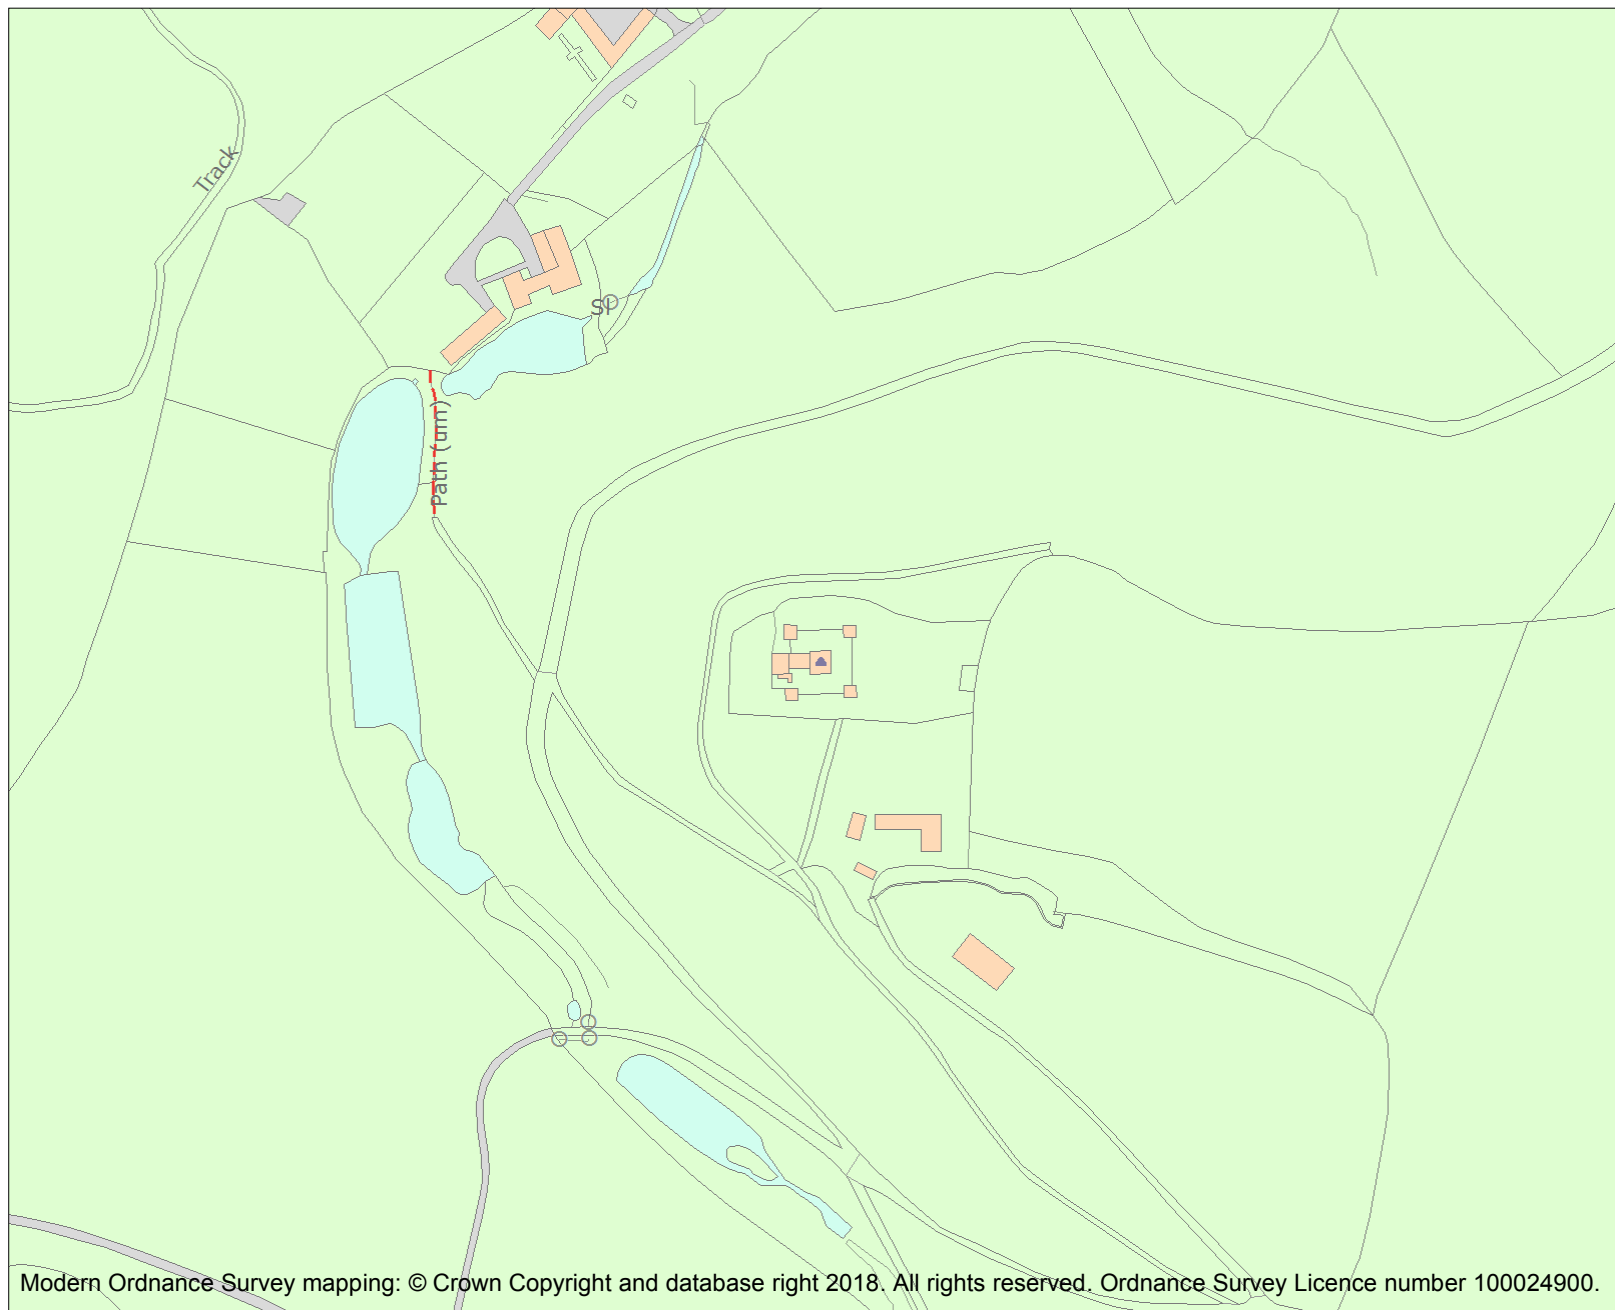 Track
Sl
Path (um)
Modern Ordnance Survey mapping: © Crown Copyright and database right 2018. All rights reserved. Ordnance Survey Licence number 100024900.